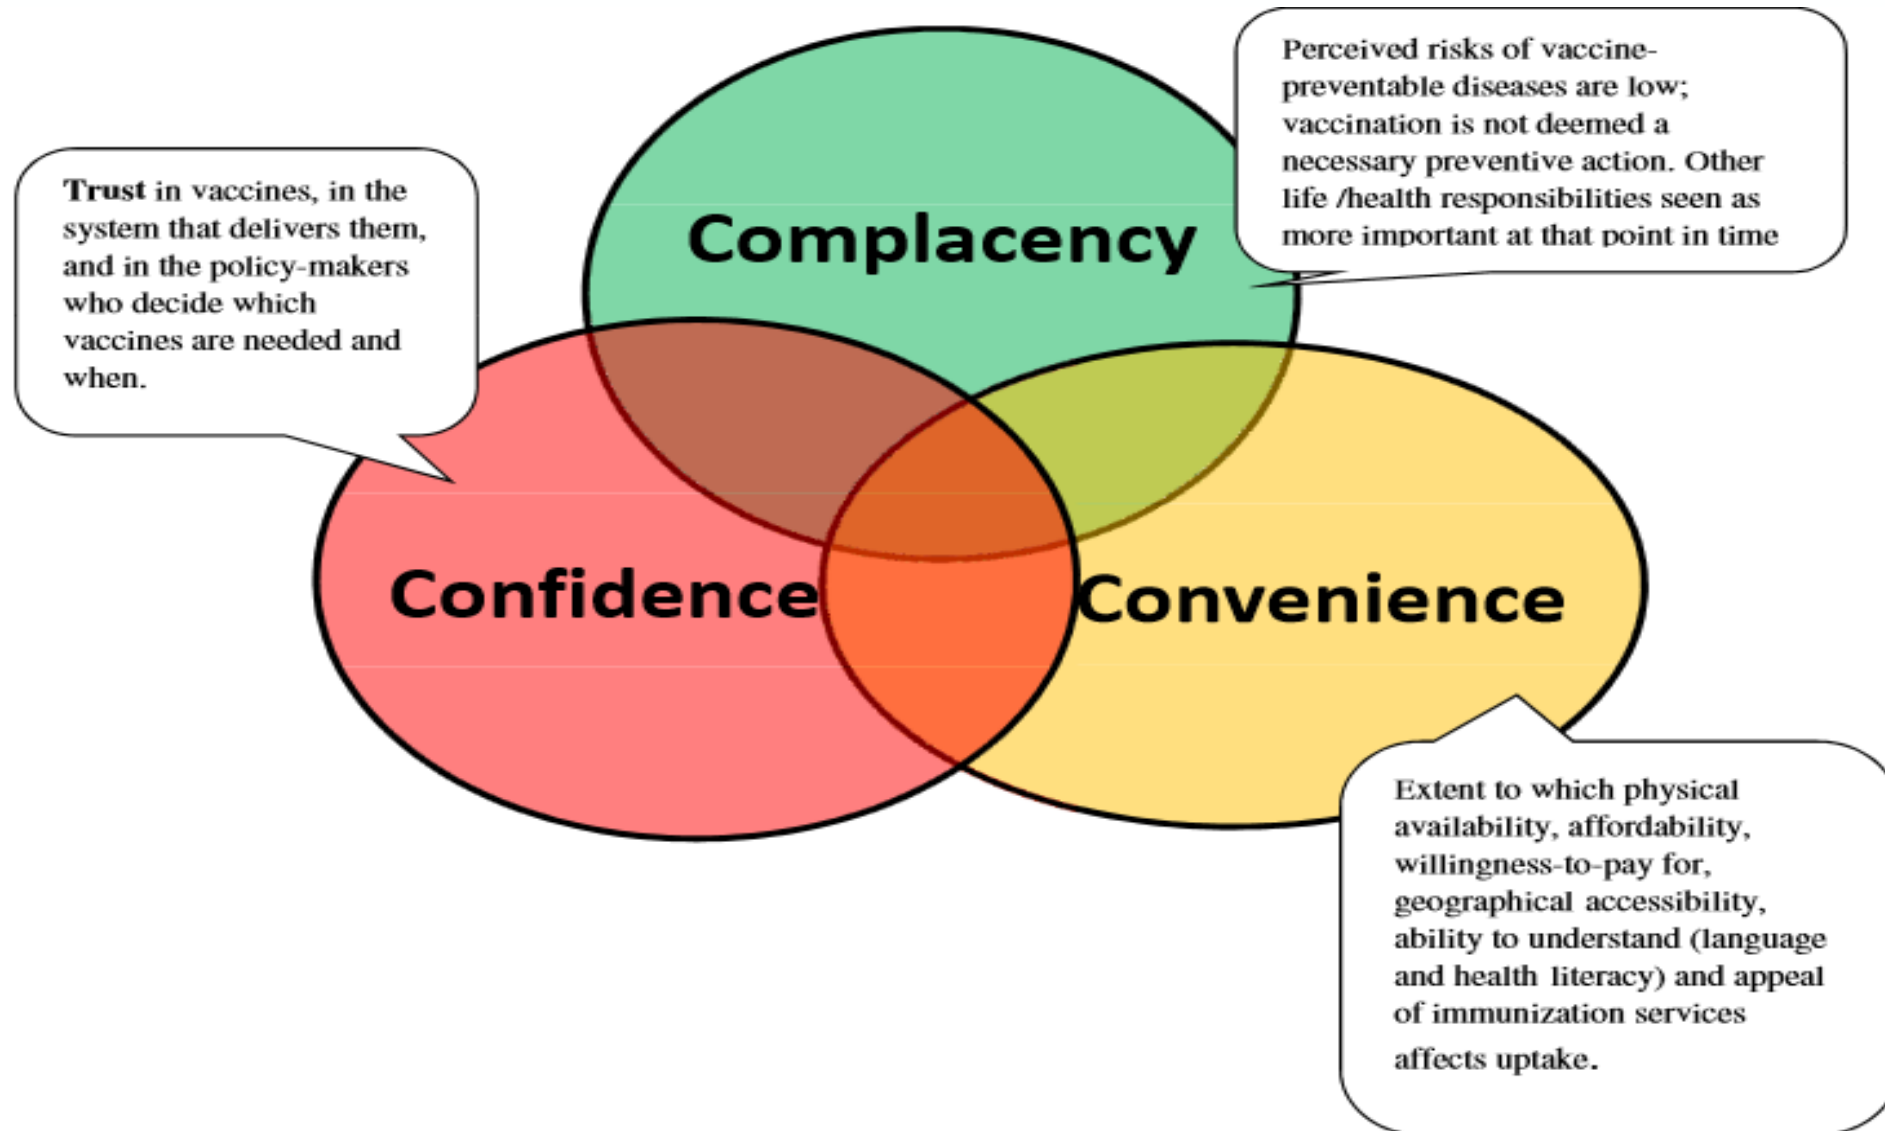 Perceived risks of vaccine-
preventable diseases are low;
vaccination is not deemed a
necessary preventive action. Other
life /health responsibilities seen as
more important at that point in time
Trust in vaccines, in the
system that delivers them,
and in the policy-makers
who decide which
vaccines are needed and
when.
Complacency
Confidence
Convenience
Extent to which physical
availability, affordability,
willingness-to-pay for,
geographical accessibility,
ability to understand (language
and health literacy) and appeal
of immunization services
affects uptake.